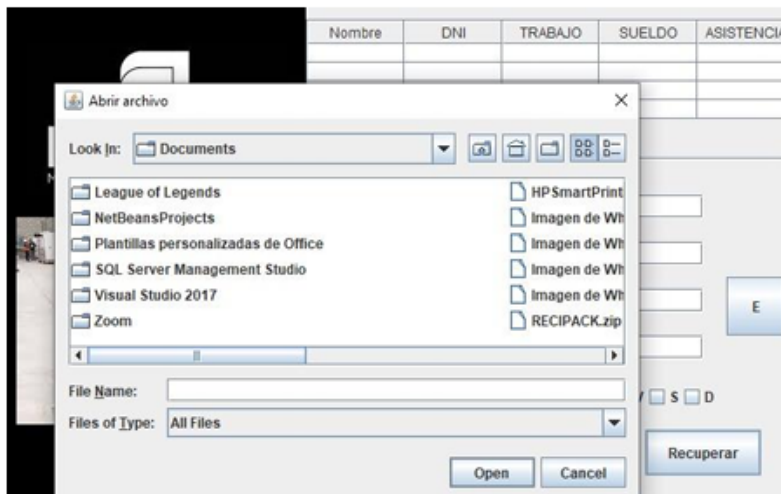 Nombre DNI TRABAJO SUELDO ASISTENCIA
Abrir archivo
Look In: Documents
League of Legends HPSmartPrint
NetBeansProjects Imagen de Wh
Plantillas personalizadas de Office Imagen de Wh
SQL Server Management Studio Imagen de Wh
Visual Studio 2017 Imagen de Wh
Zoom RECIPACK.zip
E
File Name:
S D
Files of Type: All Files
Recuperar
Open Cancel